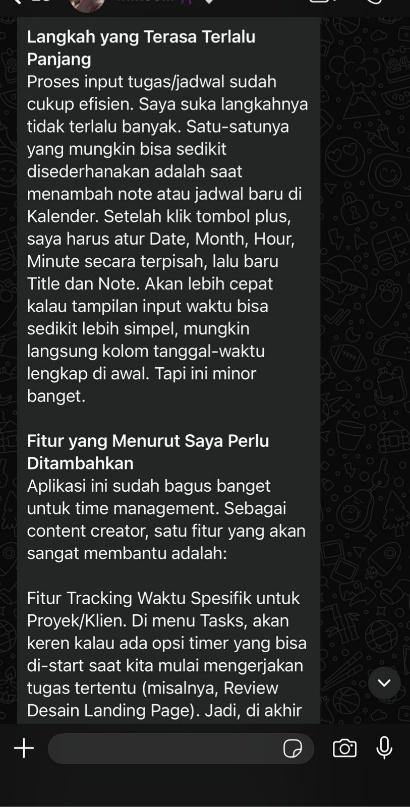 Langkah yang Terasa Terlalu
Panjang
Proses input tugas/jadwal sudah
cukup efisien. Saya suka langkahnya
tidak terlalu banyak. Satu-satunya
yang mungkin bisa sedikit
disederhanakan adalah saat
menambah note atau jadwal baru di
Kalender. Setelah klik tombol plus,
saya harus atur Date, Month, Hour,
Minute secara terpisah, lalu baru
Title dan Note. Akan lebih cepat
kalau tampilan input waktu bisa
sedikit lebih simpel, mungkin
langsung kolom tanggal-waktu
lengkap di awal. Tapi ini minor
banget.
Fitur yang Menurut Saya Perlu
Ditambahkan
Aplikasi ini sudah bagus banget
untuk time management. Sebagai
content creator, satu fitur yang akan
sangat membantu adalah:
Fitur Tracking Waktu Spesifik untuk
Proyek/Klien. Di menu Tasks, akan
keren kalau ada opsi timer yang bisa
di-start saat kita mulai mengerjakan
tugas tertentu (misalnya, Review
Desain Landing Page). Jadi, di akhir